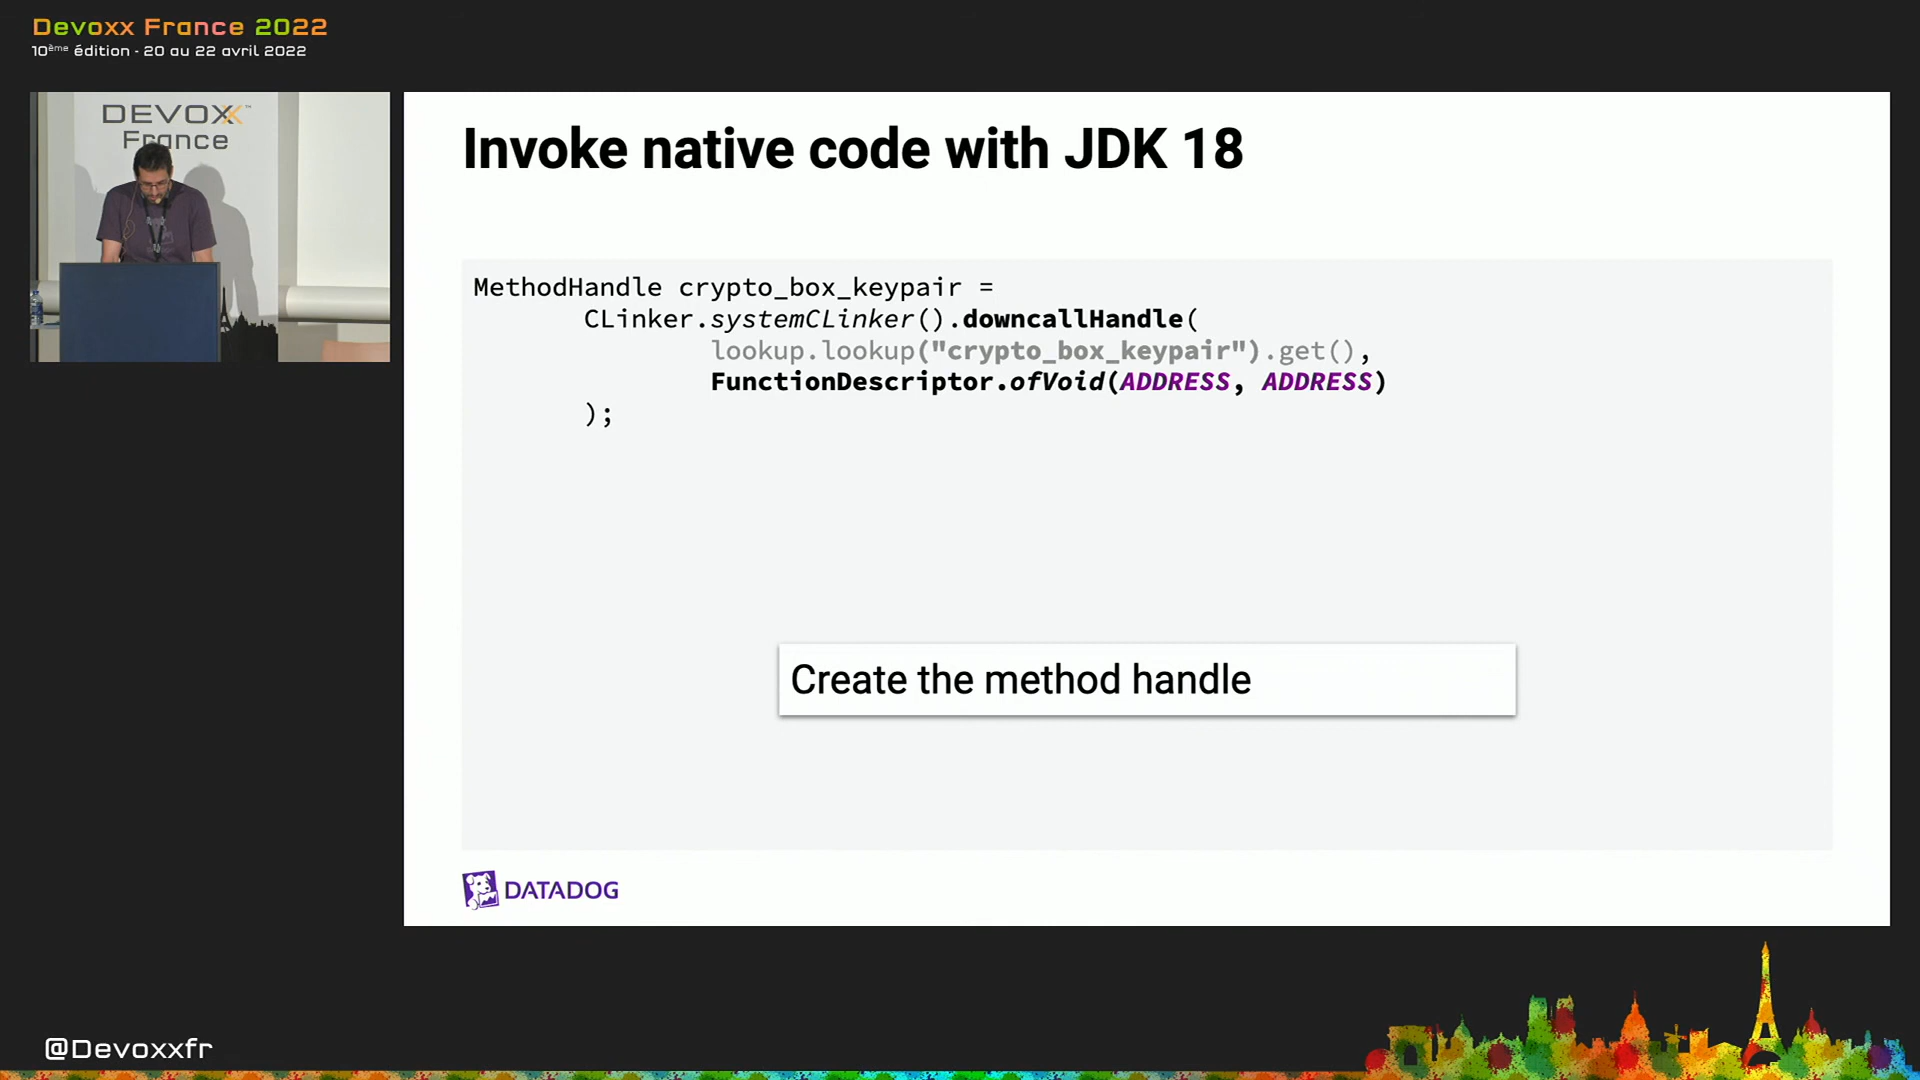 Devoxx France 2022
10ème édition - 20 au 22 avril 2022
DEVOXX™
France
Invoke native code with JDK 18
MethodHandle crypto_box_keypair =
CLinker.systemCLinker().downcallHandle(
lookup.lookup("crypto_box_keypair").get(),
FunctionDescriptor.ofVoid(ADDRESS, ADDRESS)
);
Create the method handle
DATADOG
@Devoxxfr